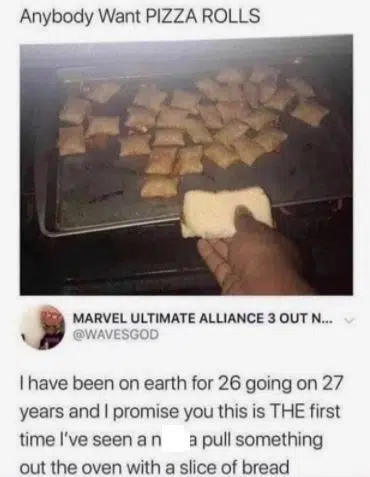 Anybody Want PIZZA ROLLS
MARVEL ULTIMATE ALLIANCE 3 OUT N...
@WAVESGOD
I have been on earth for 26 going on 27
years and I promise you this is THE first
time I've seen a n a pull something
out the oven with a slice of bread